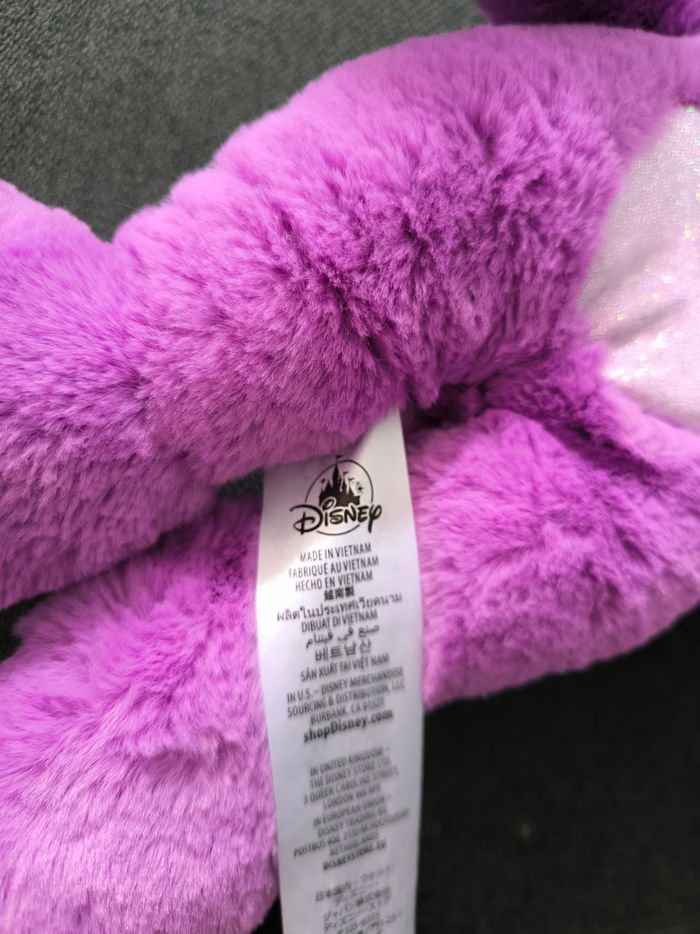 DISNEY
MADE IN VIETNAM
FABRIQUÉ AU VIETNAM
HECHO EN VIETNAM
越南製
ผลิตในประเทศเวียดนาม
DIBUAT DI VIETNAM
صنع في فيتنام
베트남산
SẢN XUẤT TẠI VIỆT NAM
IN U.S. – DISNEY MERCHANDISE
SOURCING & DISTRIBUTION, LLC
BURBANK, CA 91521
shopDisney.com
IN UNITED KINGDOM –
THE DISNEY STORE LTD.
3 QUEEN CAROLINE STREET,
LONDON W6 9PE
IN EUROPEAN UNION –
DISNEY TRADING BV
POSTBUS
NETHERLANDS
DISNEYSTORE.EU